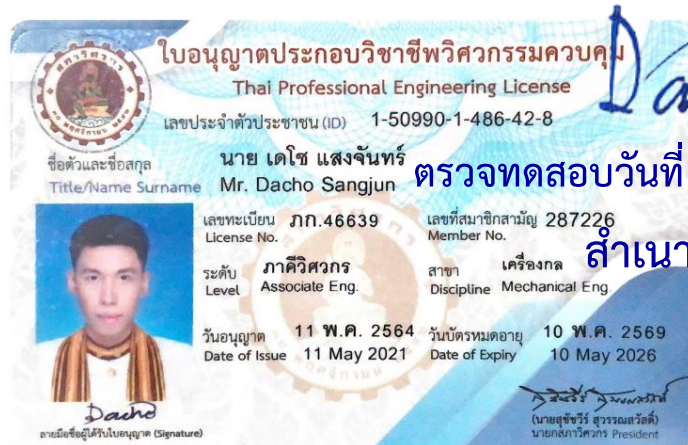 ใบอนุญาตประกอบวิชาชีพวิศวกรรมควบคุม
Thai Professional Engineering License
เลขประจำตัวประชาชน (ID) 1-50990-1-486-42-8
ชื่อตัวและชื่อสกุล นาย เดโช แสงจันทร์
Title/Name Surname Mr. Dacho Sangjun
ตรวจทดสอบวันที่
เลขทะเบียน ภก.46639 เลขที่สมาชิกสามัญ 287226
License No. Member No.
สำเนา
ระดับ ภาคีวิศวกร สาขา เครื่องกล
Level Associate Eng. Discipline Mechanical Eng.
วันอนุญาต 11 พ.ค. 2564 วันบัตรหมดอายุ 10 พ.ค. 2569
Date of Issue 11 May 2021 Date of Expiry 10 May 2026
Dacho
ลายมือชื่อผู้ได้รับใบอนุญาต (Signature)
(นายสุชัชวีร์ สุวรรณสวัสดิ์)
นายกสภาวิศวกร President